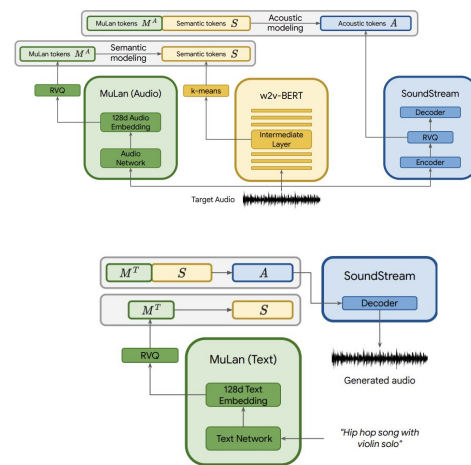 MuLan tokens M^A Semantic tokens S Acoustic modeling Acoustic tokens A
MuLan tokens M^A Semantic modeling Semantic tokens S
RVQ
MuLan (Audio)
128d Audio Embedding
Audio Network
k-means
w2v-BERT
Intermediate Layer
SoundStream
Decoder
RVQ
Encoder
Target Audio
M^T S A
M^T S
SoundStream
Decoder
Generated audio
RVQ
MuLan (Text)
128d Text Embedding
Text Network
"Hip hop song with
violin solo"